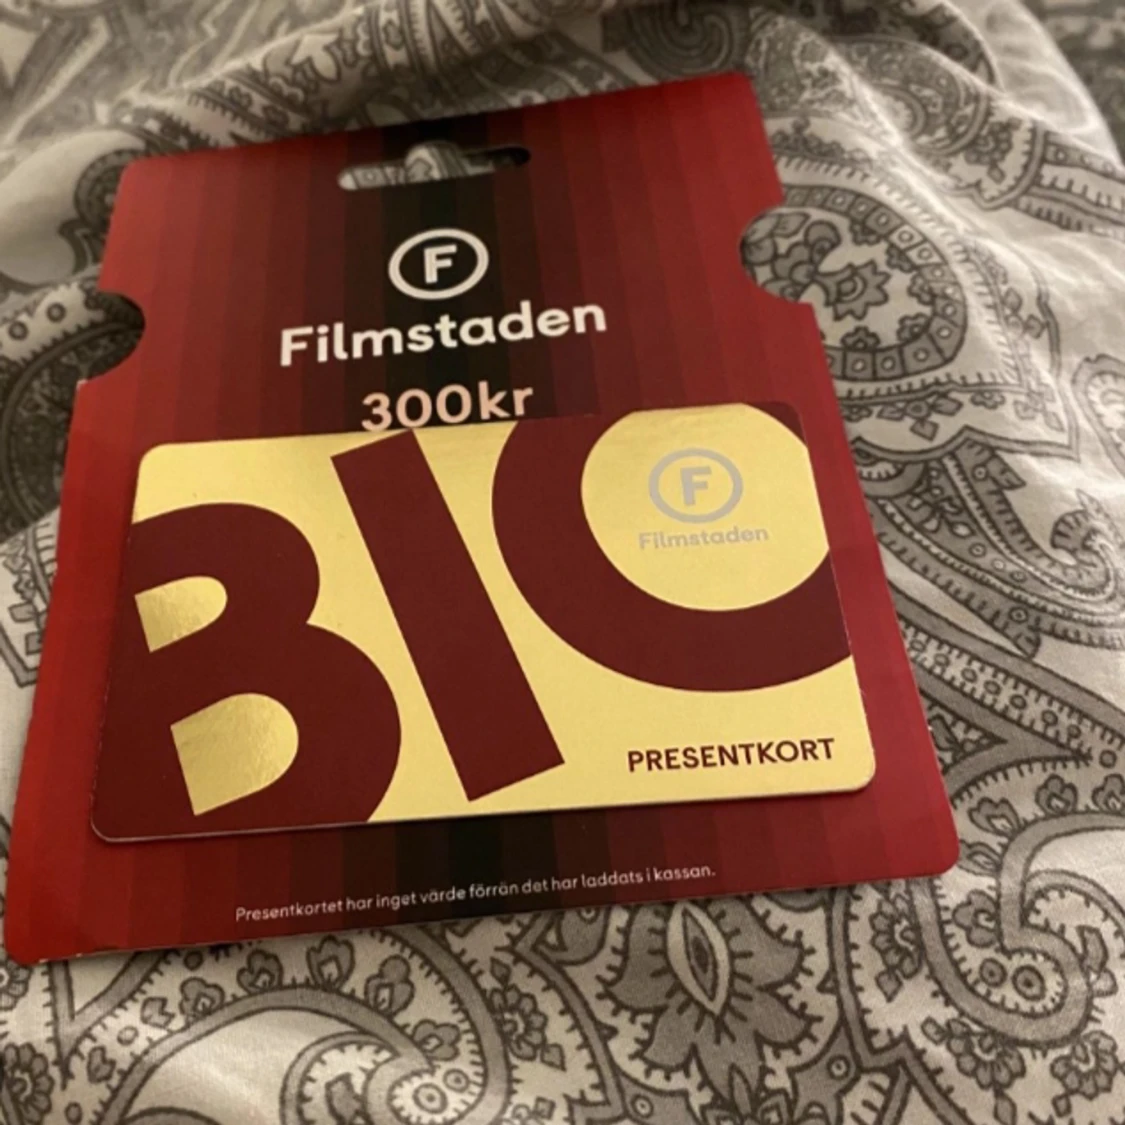 F
Filmstaden
300kr
BIO
F
Filmstaden
PRESENTKORT
Presentkortet har inget värde förrän det har laddats i kassan.